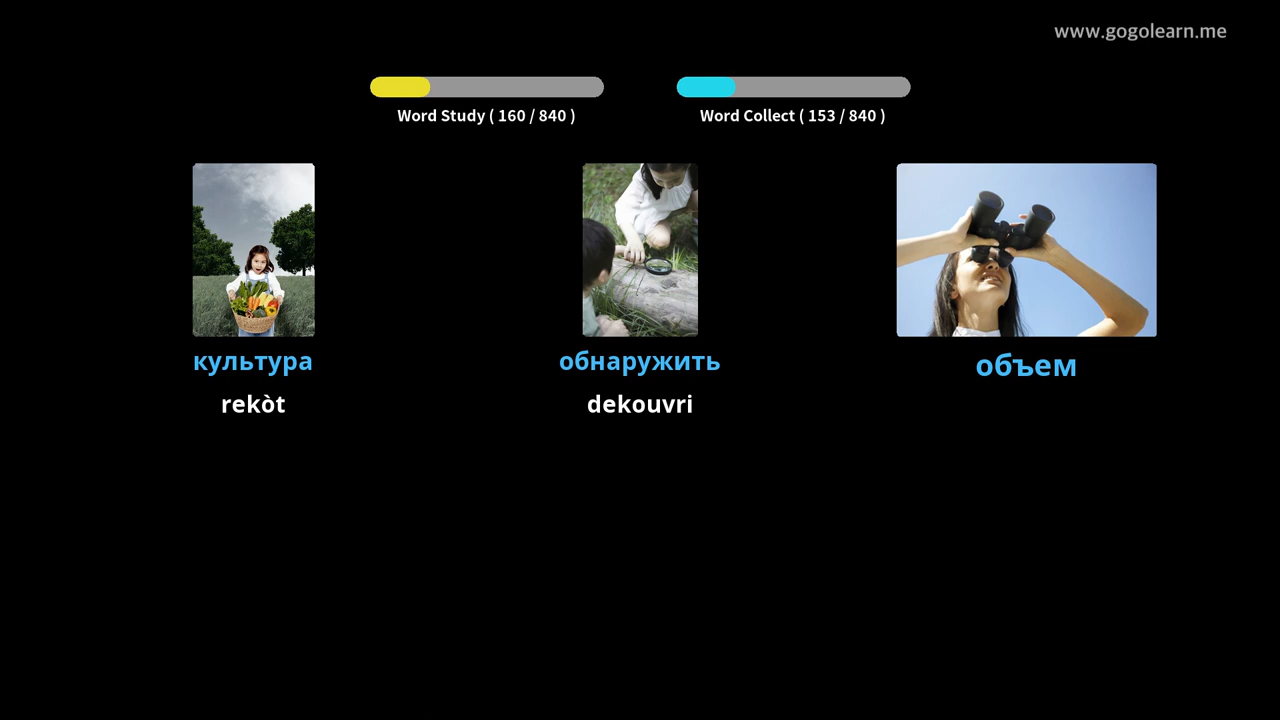 www.gogolearn.me
Word Study ( 160 / 840 )
Word Collect ( 153 / 840 )
культура
rekòt
обнаружить
dekouvri
объем